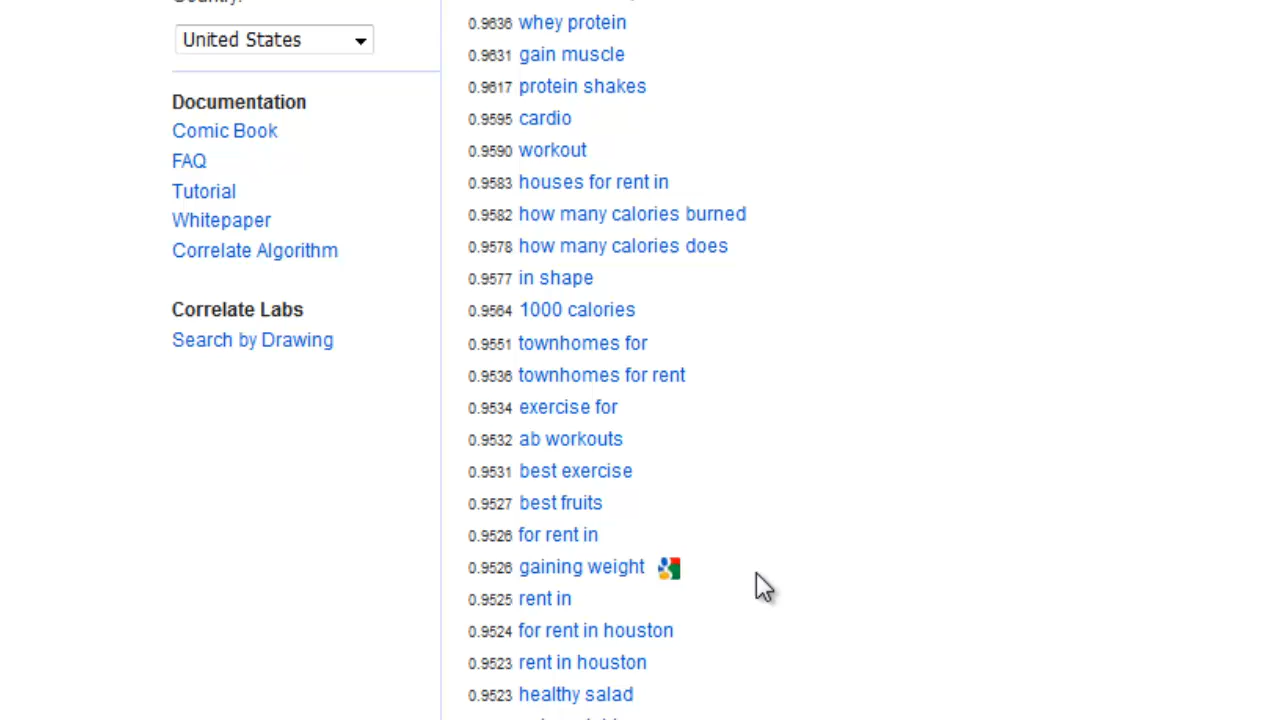 United States
Documentation
Comic Book
FAQ
Tutorial
Whitepaper
Correlate Algorithm
Correlate Labs
Search by Drawing
0.9636 whey protein
0.9631 gain muscle
0.9617 protein shakes
0.9595 cardio
0.9590 workout
0.9583 houses for rent in
0.9582 how many calories burned
0.9578 how many calories does
0.9577 in shape
0.9564 1000 calories
0.9551 townhomes for
0.9536 townhomes for rent
0.9534 exercise for
0.9532 ab workouts
0.9531 best exercise
0.9527 best fruits
0.9526 for rent in
0.9526 gaining weight
0.9525 rent in
0.9524 for rent in houston
0.9523 rent in houston
0.9523 healthy salad